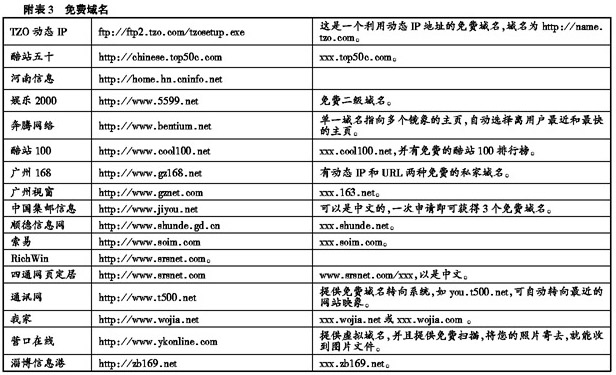 附表3 免费域名
TZO 动态 IP ftp://ftp2.tzo.com/tzosetup.exe 这是一个利用动态 IP 地址的免费域名,域名为 http://name.
tzo.com。
酷站五十 http://chinese.top50c.com xxx.top50c.com。
河南信息 http://home.hn.cninfo.net
娱乐 2000 http://www.5599.net 免费二级域名。
奔腾网络 http://www.bentium.net 单一域名指向多个镜象的主页,自动选择离用户最近和最快
的主页。
酷站 100 http://www.cool100.net xxx.cool100.net,并有免费的酷站 100 排行榜。
广州 168 http://www.gz168.net 有动态 IP 和 URL 两种免费的私家域名。
广州视窗 http://www.gznet.com xxx.163.net。
中国集邮信息 http://www.jiyou.net 可以是中文的,一次申请即可获得 3 个免费域名。
顺德信息网 http://www.shunde.gd.cn xxx.shunde.net。
索易 http://www.soim.com xxx.soim.com。
RichWin http://www.srsnet.com。
四通网页定居 http://www.srsnet.com www.srsnet.com/xxx,以是中文。
通讯网 http://www.t500.net 提供免费域名转向系统,如 you.t500.net,可自动转向最近的
网站映象。
我家 http://www.wojia.net xxx.wojia.net 或 xxx.wojia.com 。
营口在线 http://www.ykonline.com 提供虚拟域名,并且提供免费扫描,将您的照片寄去,就能收
到图片文件。
淄博信息港 http://zb169.net xxx.zb169.net。